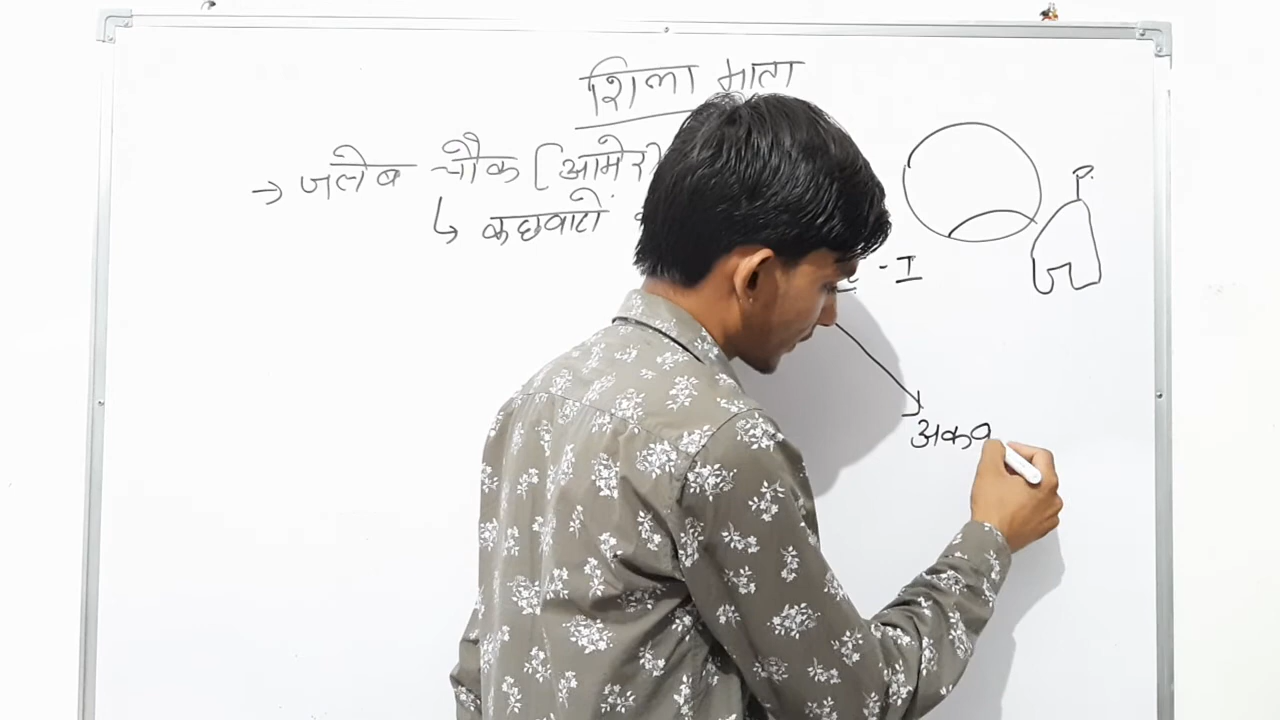 शिला माता
→ जलेब चौक (आमेर)
↳ कछवाहों
- I
P.
अकब